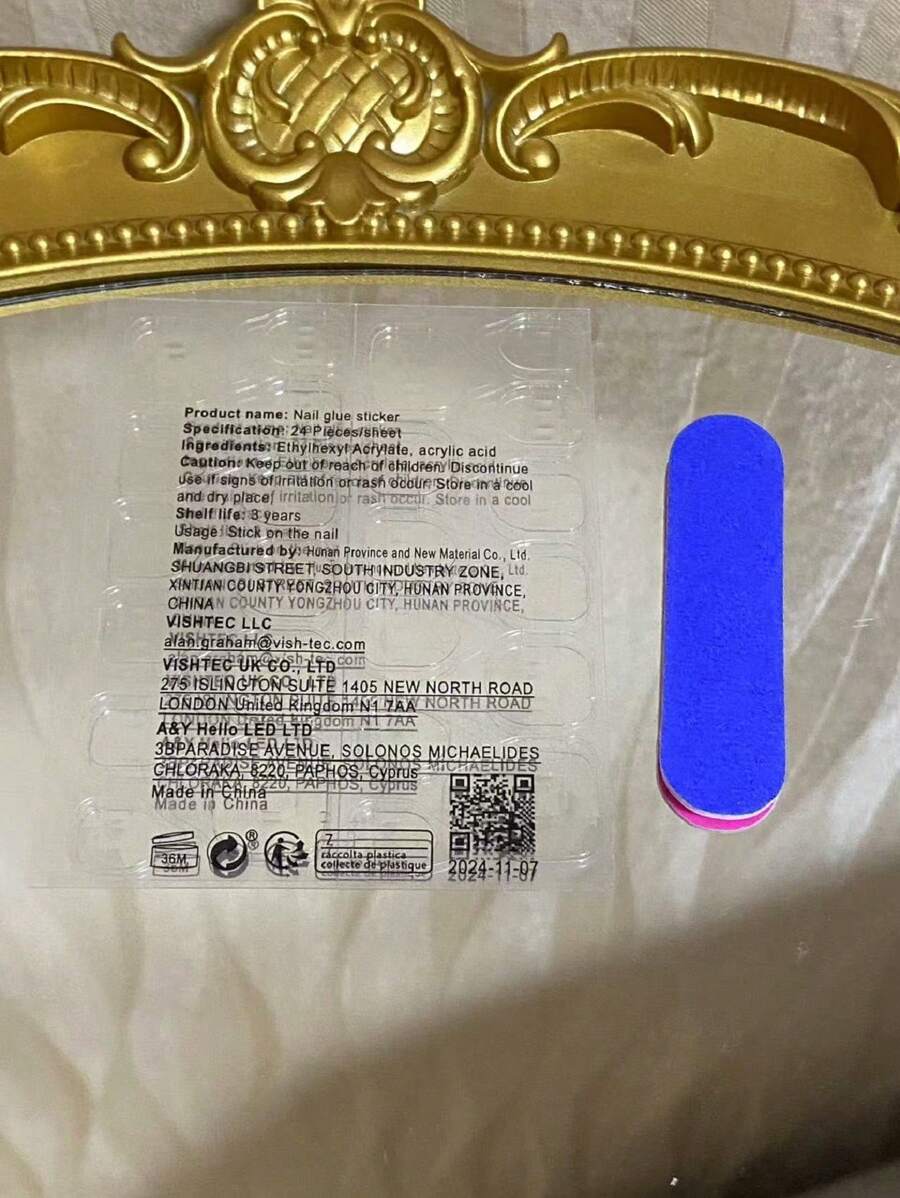 Product name: Nail glue sticker
Specification: 24 Pieces/sheet
Ingredients: Ethylhexyl Acrylate, acrylic acid
Caution: Keep out of reach of children. Discontinue
use if signs of irritation or rash occur. Store in a cool
and dry place
Shelf life: 3 years
Usage: Stick on the nail
Manufactured by: Hunan Province and New Material Co., Ltd.
SHUANGBI STREET, SOUTH INDUSTRY ZONE,
XINTIAN COUNTY YONGZHOU CITY, HUNAN PROVINCE,
CHINA
VISHTEC LLC
alan.graham@vish-tec.com
VISHTEC UK CO., LTD
275 ISLINGTON SUITE 1405 NEW NORTH ROAD
LONDON United Kingdom N1 7AA
A&Y Hello LED LTD
3BPARADISE AVENUE, SOLONOS MICHAELIDES
CHLORAKA, 8220, PAPHOS, Cyprus
Made in China
36M
®
7
raccolta plastica
collecte de plastique
2024-11-07